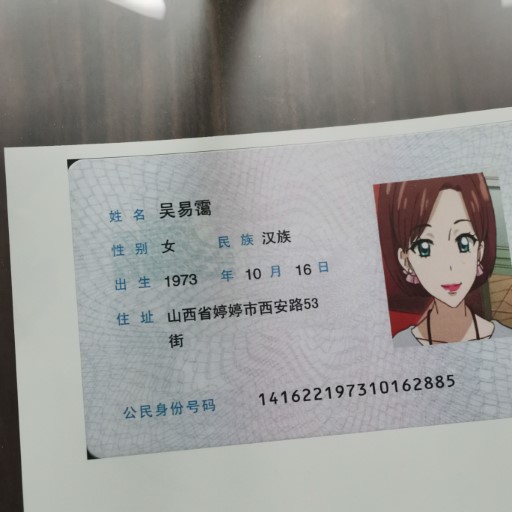 姓名 吴易霭
性别 女 民族 汉族
出生 1973 年 10 月 16 日
住址 山西省婷婷市西安路53
街
公民身份号码 141622197310162885